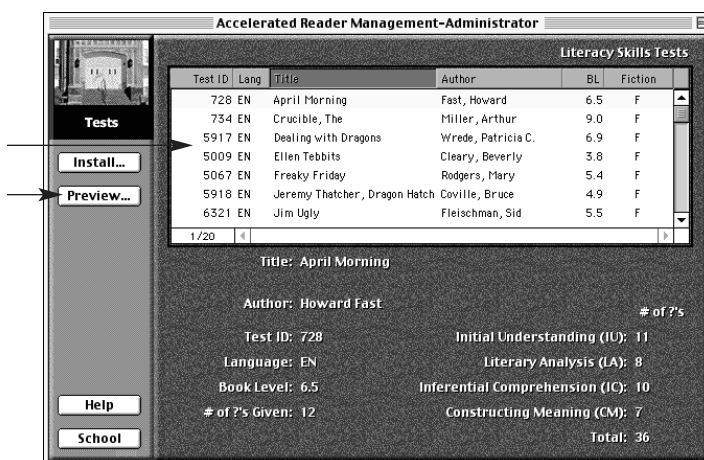 Accelerated Reader Management-Administrator
Literacy Skills Tests
Test ID Lang Title Author BL Fiction
728 EN April Morning Fast, Howard 6.5 F
734 EN Crucible, The Miller, Arthur 9.0 F
5917 EN Dealing with Dragons Wrede, Patricia C. 6.9 F
5009 EN Ellen Tebbits Cleary, Beverly 3.8 F
5067 EN Freaky Friday Rodgers, Mary 5.4 F
5918 EN Jeremy Thatcher, Dragon Hatch Coville, Bruce 4.9 F
6321 EN Jim Ugly Fleischman, Sid 5.5 F
1/20
Tests
Install...
Preview...
Help
School
Title: April Morning
Author: Howard Fast
# of ?'s
Test ID: 728 Initial Understanding (IU): 11
Language: EN Literary Analysis (LA): 8
Book Level: 6.5 Inferential Comprehension (IC): 10
# of ?'s Given: 12 Constructing Meaning (CM): 7
Total: 36